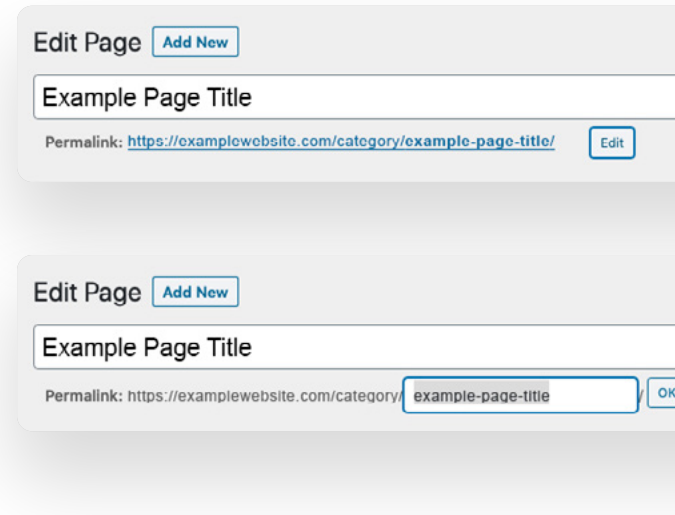 Edit Page Add New
Example Page Title
Permalink: https://examplewebsite.com/category/example-page-title/ Edit
Edit Page Add New
Example Page Title
Permalink: https://examplewebsite.com/category/ example-page-title / OK